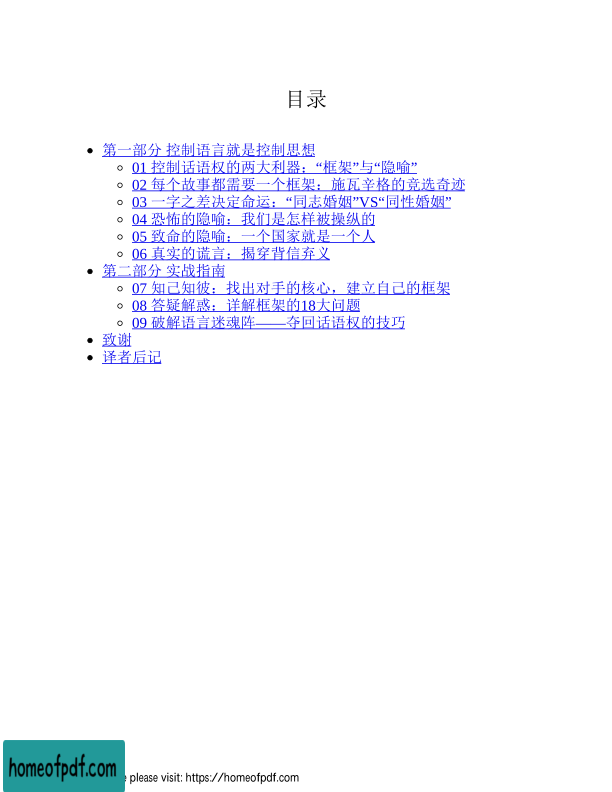 目录
第一部分 控制语言就是控制思想
01 控制话语权的两大利器：“框架”与“隐喻”
02 每个故事都需要一个框架：施瓦辛格的竞选奇迹
03 一字之差决定命运：“同志婚姻”VS“同性婚姻”
04 恐怖的隐喻：我们是怎样被操纵的
05 致命的隐喻：一个国家就是一个人
06 真实的谎言：揭穿背信弃义
第二部分 实战指南
07 知己知彼：找出对手的核心，建立自己的框架
08 答疑解惑：详解框架的18大问题
09 破解语言迷魂阵——夺回话语权的技巧
致谢
译者后记
homeofpdf.com
please visit: https://homeofpdf.com